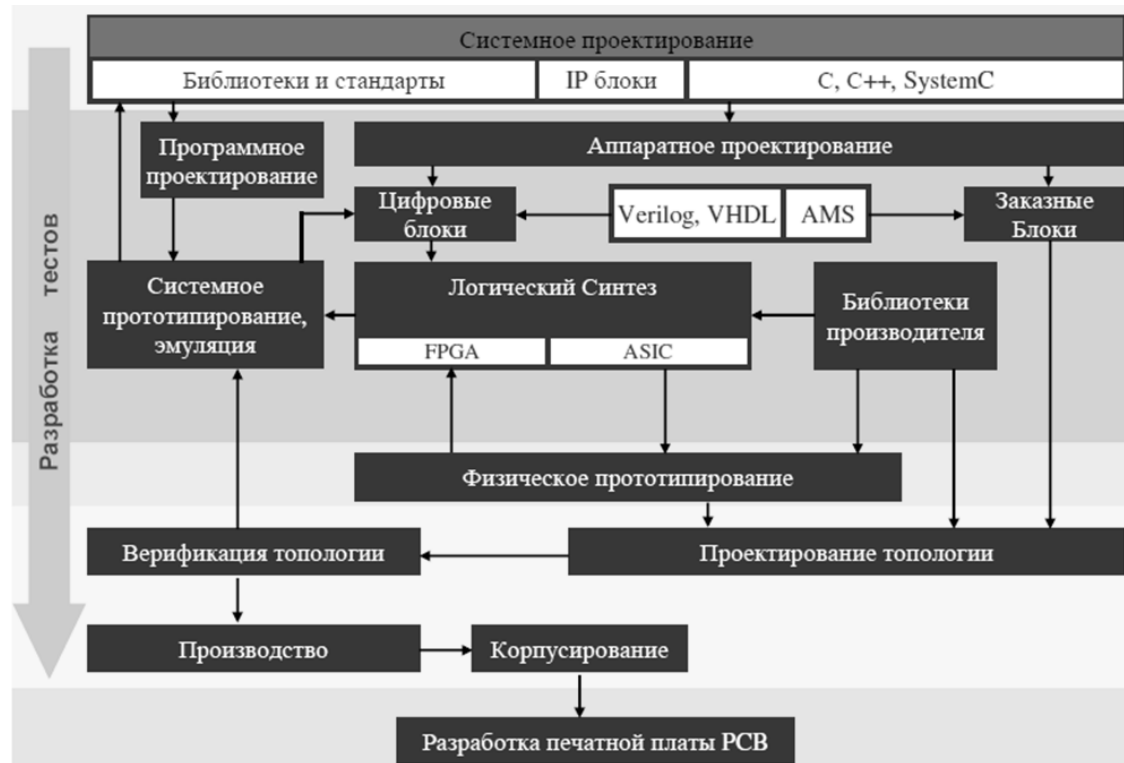 Системное проектирование
Библиотеки и стандарты
IP блоки
C, C++, SystemC
Программное
проектирование
Аппаратное проектирование
Цифровые
блоки
Verilog, VHDL
AMS
Заказные
Блоки
Системное
прототипирование,
эмуляция
Логический Синтез
FPGA
ASIC
Библиотеки
производителя
Разработка тестов
Физическое прототипирование
Верификация топологии
Проектирование топологии
Производство
Корпусирование
Разработка печатной платы PCB